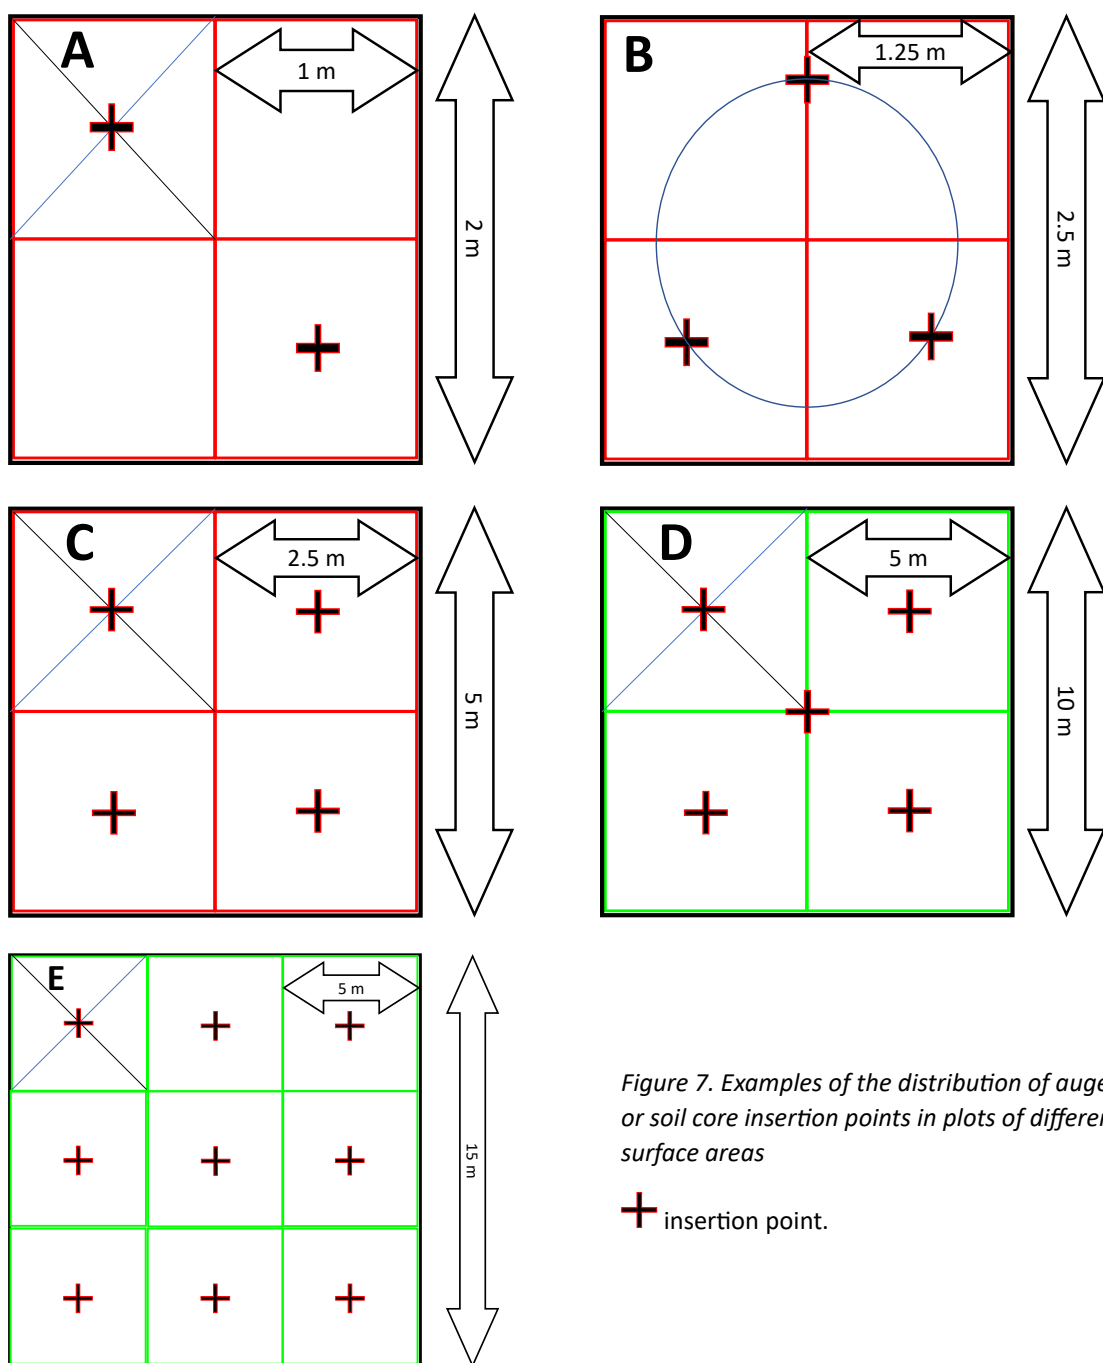 A
1 m
2 m
B
1.25 m
2.5 m
C
2.5 m
5 m
D
5 m
10 m
E
5 m
15 m
Figure 7. Examples of the distribution of auge
or soil core insertion points in plots of differen
surface areas
insertion point.